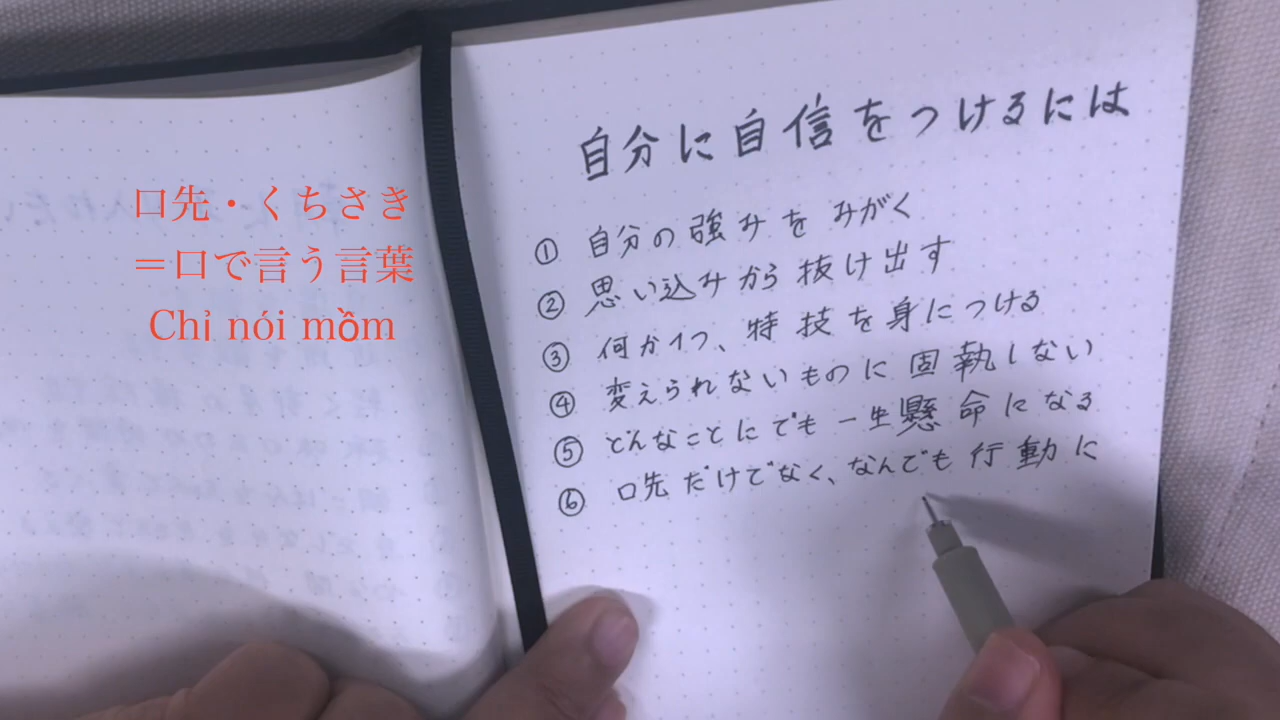 口先・くちさき
＝口で言う言葉
Chỉ nói mồm
自分に自信をつけるには
① 自分の強みをみがく
② 思い込みから抜け出す
③ 何か1つ、特技を身につける
④ 変えられないものに固執しない
⑤ どんなことにでも一生懸命になる
⑥ 口先だけでなく、なんでも行動に